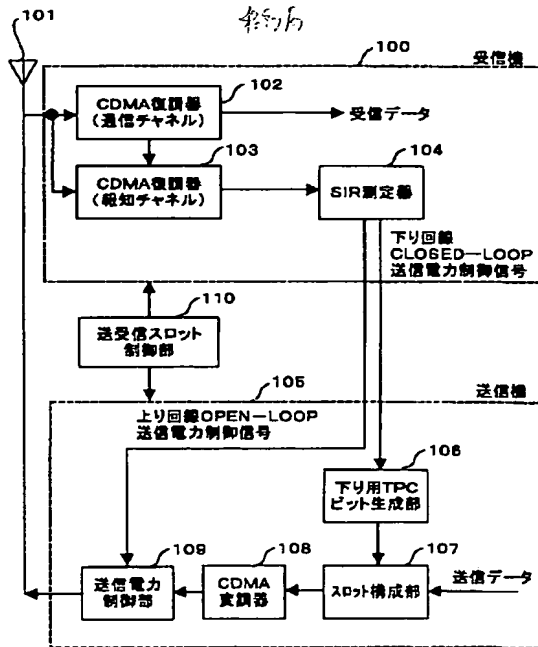 101
100
受信機
102
CDMA復調器
(通信チャネル)
受信データ
103
CDMA復調器
(報知チャネル)
104
SIR測定器
下り回線
CLOSED-LOOP
送信電力制御信号
110
送受信スロット
制御部
105
送信機
上り回線OPEN-LOOP
送信電力制御信号
106
下り用TPC
ビット生成部
109
送信電力
制御部
108
CDMA
変調器
107
スロット構成部
送信データ